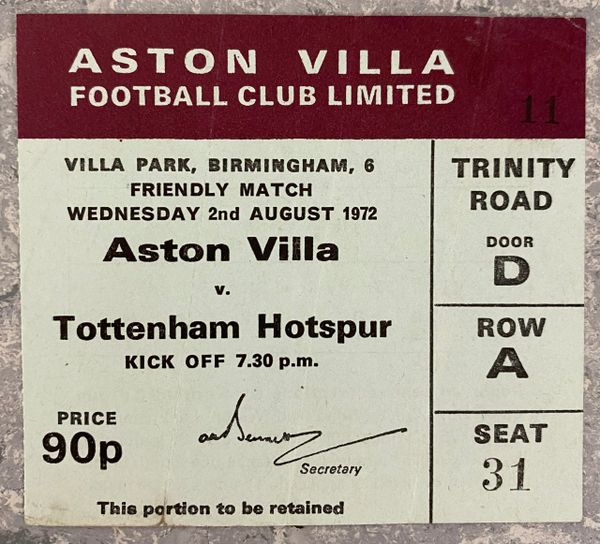 ASTON VILLA
FOOTBALL CLUB LIMITED
11
VILLA PARK, BIRMINGHAM, 6
FRIENDLY MATCH
WEDNESDAY 2nd AUGUST 1972
Aston Villa
v.
Tottenham Hotspur
KICK OFF 7.30 p.m.
PRICE
90p
Secretary
This portion to be retained
TRINITY
ROAD
DOOR
D
ROW
A
SEAT
31